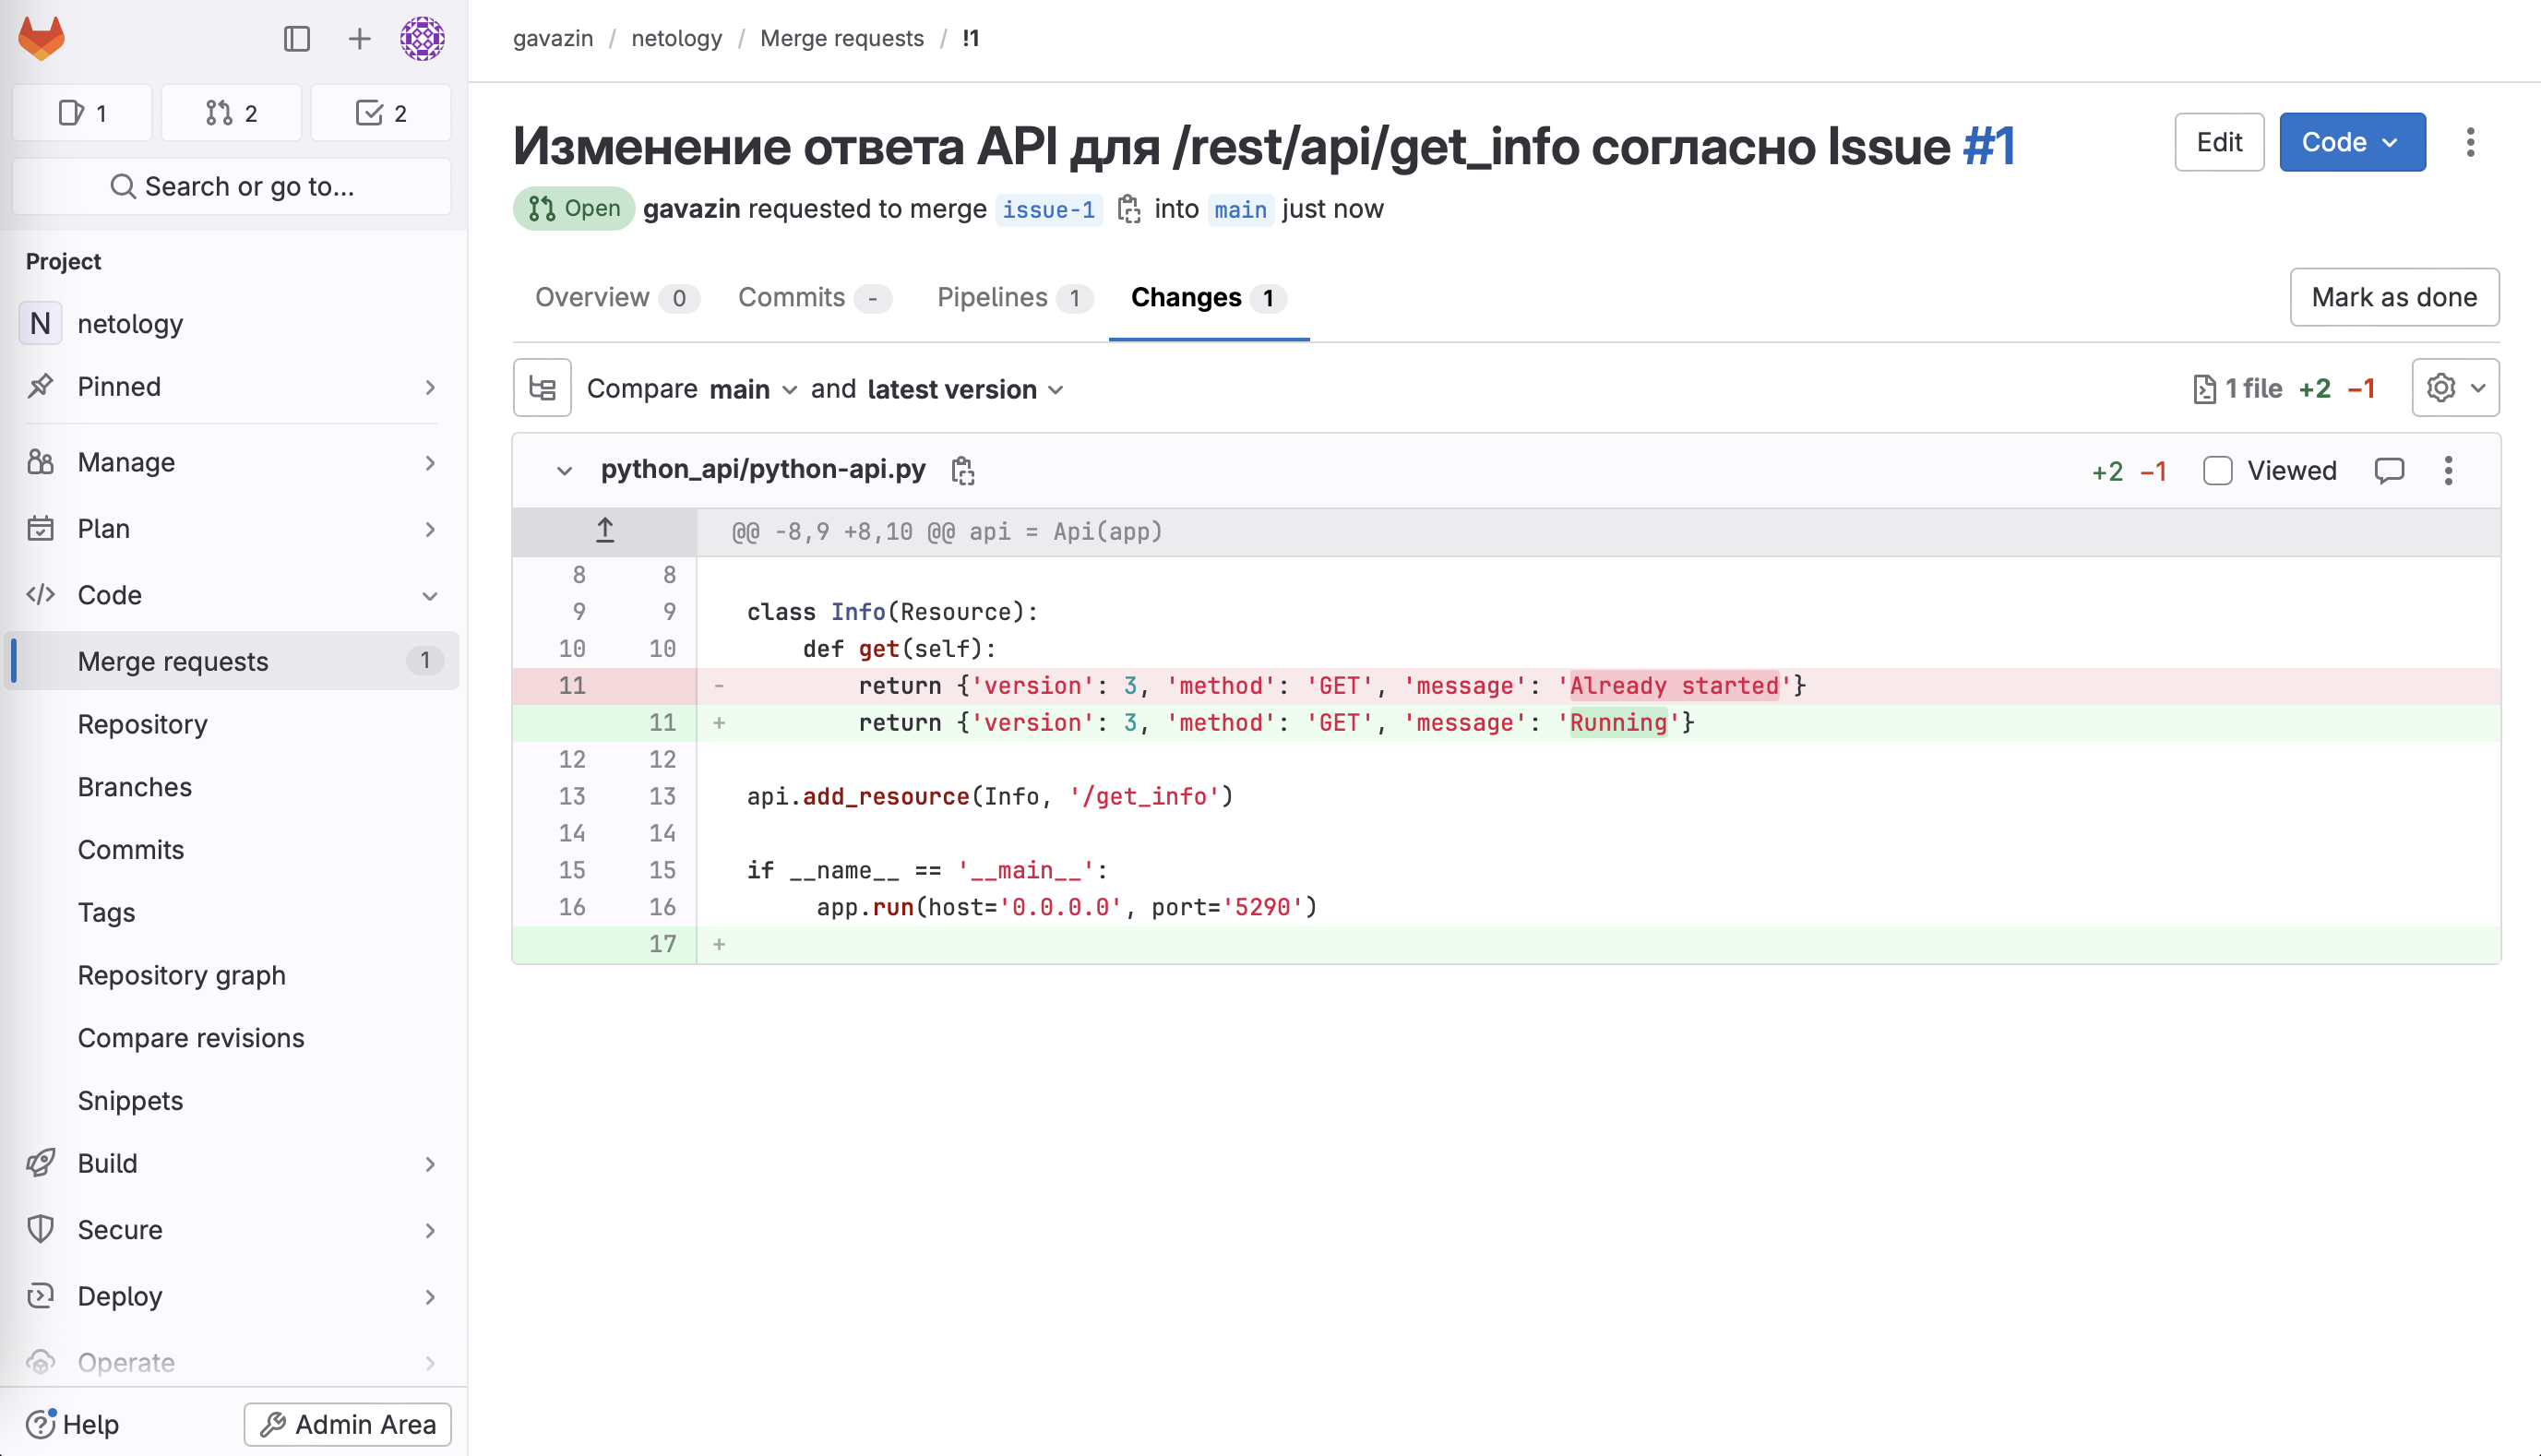 1
2
2
Search or go to...
Project
N netology
Pinned
Manage
Plan
Code
Merge requests 1
Repository
Branches
Commits
Tags
Repository graph
Compare revisions
Snippets
Build
Secure
Deploy
Operate
Help
Admin Area
gavazin / netology / Merge requests / !1
Изменение ответа API для /rest/api/get_info согласно Issue #1
Edit
Code
Open gavazin requested to merge issue-1 into main just now
Overview 0
Commits -
Pipelines 1
Changes 1
Mark as done
Compare main and latest version
1 file +2 −1
python_api/python-api.py
+2 −1 Viewed
@@ -8,9 +8,10 @@ api = Api(app)
8 8
9 9 class Info(Resource):
10 10 def get(self):
11 - return {'version': 3, 'method': 'GET', 'message': 'Already started'}
11 + return {'version': 3, 'method': 'GET', 'message': 'Running'}
12 12
13 13 api.add_resource(Info, '/get_info')
14 14
15 15 if __name__ == '__main__':
16 16 app.run(host='0.0.0.0', port='5290')
17 +